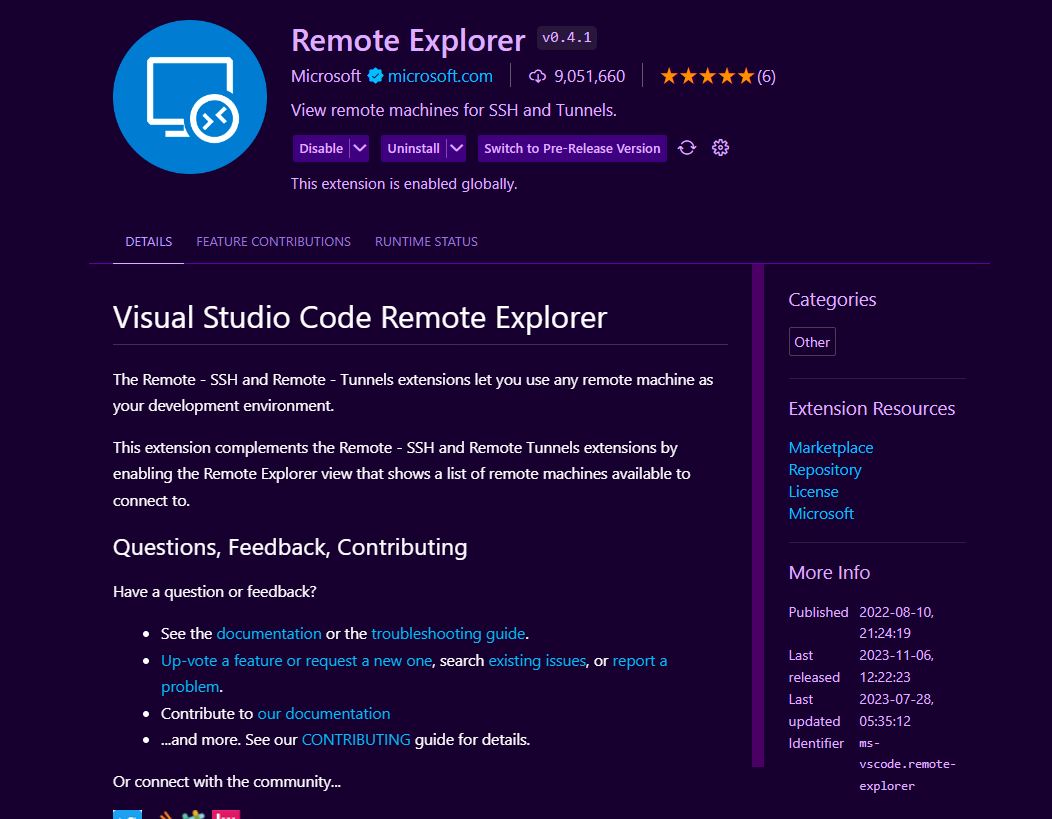 Remote Explorer v0.4.1
Microsoft microsoft.com 9,051,660 (6)
View remote machines for SSH and Tunnels.
Disable Uninstall Switch to Pre-Release Version
This extension is enabled globally.
DETAILS FEATURE CONTRIBUTIONS RUNTIME STATUS
Visual Studio Code Remote Explorer
The Remote - SSH and Remote - Tunnels extensions let you use any remote machine as
your development environment.
This extension complements the Remote - SSH and Remote Tunnels extensions by
enabling the Remote Explorer view that shows a list of remote machines available to
connect to.
Questions, Feedback, Contributing
Have a question or feedback?
• See the documentation or the troubleshooting guide.
• Up-vote a feature or request a new one, search existing issues, or report a
problem.
• Contribute to our documentation
• ...and more. See our CONTRIBUTING guide for details.
Or connect with the community...
Categories
Other
Extension Resources
Marketplace
Repository
License
Microsoft
More Info
Published 2022-08-10,
21:24:19
Last 2023-11-06,
released 12:22:23
Last 2023-07-28,
updated 05:35:12
Identifier ms-
vscode.remote-
explorer